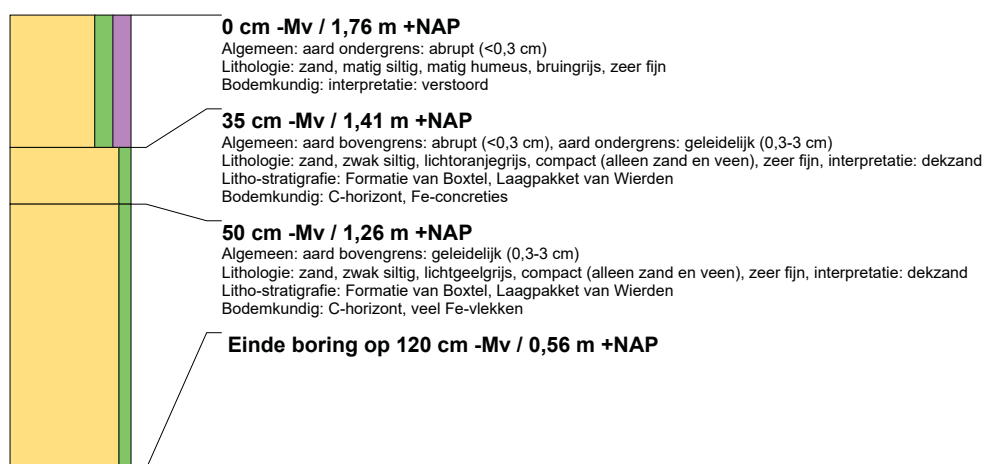 0 cm -Mv / 1,76 m +NAP
Algemeen: aard ondergrens: abrupt (<0,3 cm)
Lithologie: zand, matig siltig, matig humeus, bruingrijs, zeer fijn
Bodemkundig: interpretatie: verstoord
35 cm -Mv / 1,41 m +NAP
Algemeen: aard bovengrens: abrupt (<0,3 cm), aard ondergrens: geleidelijk (0,3-3 cm)
Lithologie: zand, zwak siltig, lichtoranjegrijs, compact (alleen zand en veen), zeer fijn, interpretatie: dekzand
Litho-stratigrafie: Formatie van Boxtel, Laagpakket van Wierden
Bodemkundig: C-horizont, Fe-concreties
50 cm -Mv / 1,26 m +NAP
Algemeen: aard bovengrens: geleidelijk (0,3-3 cm)
Lithologie: zand, zwak siltig, lichtgeelgrijs, compact (alleen zand en veen), zeer fijn, interpretatie: dekzand
Litho-stratigrafie: Formatie van Boxtel, Laagpakket van Wierden
Bodemkundig: C-horizont, veel Fe-vlekken
Einde boring op 120 cm -Mv / 0,56 m +NAP